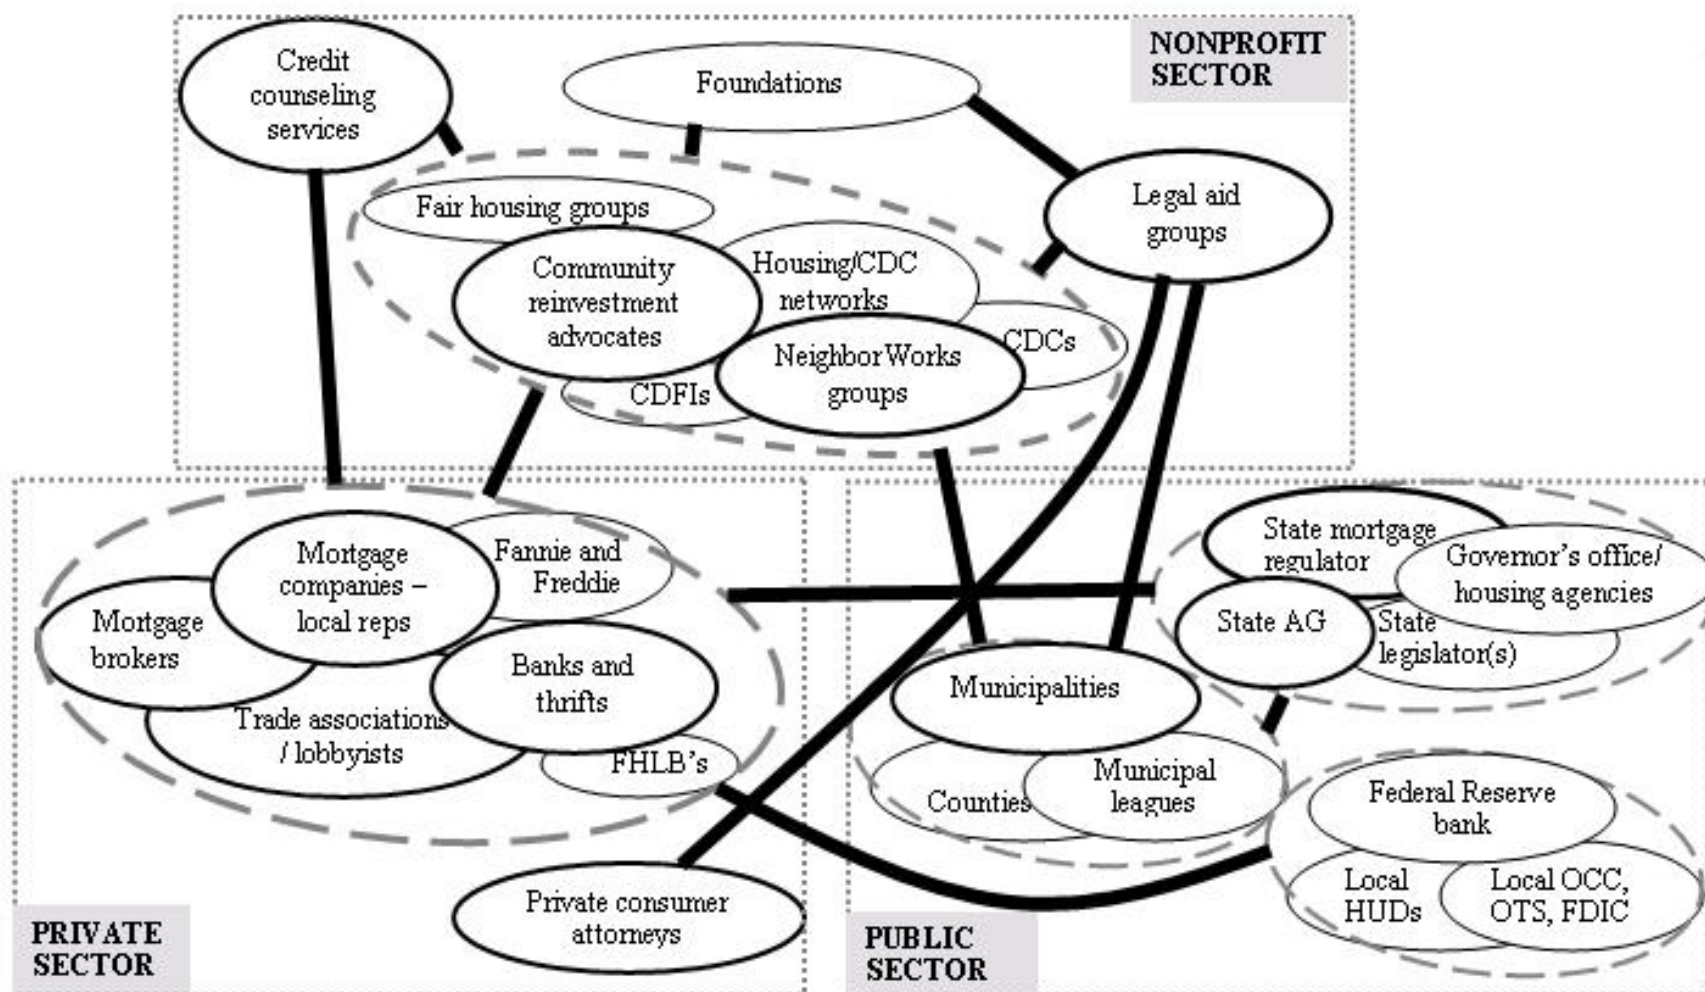 NONPROFIT
SECTOR
Credit
counseling
services
Foundations
Legal aid
groups
Fair housing groups
Community
reinvestment
advocates
Housing/CDC
networks
CDCs
NeighborWorks
groups
CDFIs
Mortgage
companies –
local reps
Fannie and
Freddie
Mortgage
brokers
Banks and
thrifts
Trade associations
/ lobbyists
FHLB's
Private consumer
attorneys
PRIVATE
SECTOR
State mortgage
regulator
Governor's office/
housing agencies
State AG
State
legislator(s)
Municipalities
Counties
Municipal
leagues
Federal Reserve
bank
Local
HUDs
Local OCC,
OTS, FDIC
PUBLIC
SECTOR